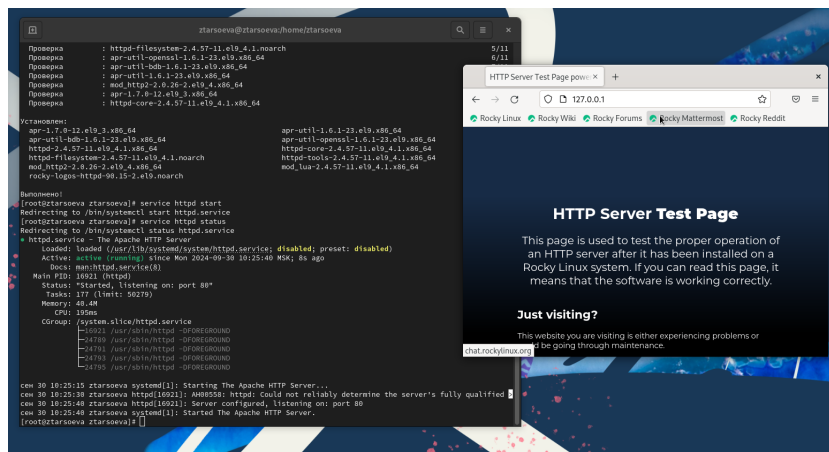 ztarsoeva@ztarsoeva:/home/ztarsoeva
Проверка : httpd-filesystem-2.4.57-11.el9_4.1.noarch 5/11
Проверка : apr-util-openssl-1.6.1-23.el9.x86_64 6/11
Проверка : apr-util-bdb-1.6.1-23.el9.x86_64
Проверка : apr-util-1.6.1-23.el9.x86_64
Проверка : mod_http2-2.0.26-2.el9_4.x86_64
Проверка : apr-1.7.0-12.el9_3.x86_64
Проверка : httpd-core-2.4.57-11.el9_4.1.x86_64
Установлен:
apr-1.7.0-12.el9_3.x86_64 apr-util-1.6.1-23.el9.x86_64
apr-util-bdb-1.6.1-23.el9.x86_64 apr-util-openssl-1.6.1-23.el9.x86_64
httpd-2.4.57-11.el9_4.1.x86_64 httpd-core-2.4.57-11.el9_4.1.x86_64
httpd-filesystem-2.4.57-11.el9_4.1.noarch httpd-tools-2.4.57-11.el9_4.1.x86_64
mod_http2-2.0.26-2.el9_4.x86_64 mod_lua-2.4.57-11.el9_4.1.x86_64
rocky-logos-httpd-90.15-2.el9.noarch
Выполнено!
[root@ztarsoeva ztarsoeva]# service httpd start
Redirecting to /bin/systemctl start httpd.service
[root@ztarsoeva ztarsoeva]# service httpd status
Redirecting to /bin/systemctl status httpd.service
● httpd.service - The Apache HTTP Server
Loaded: loaded (/usr/lib/systemd/system/httpd.service; disabled; preset: disabled)
Active: active (running) since Mon 2024-09-30 10:25:40 MSK; 8s ago
Docs: man:httpd.service(8)
Main PID: 16921 (httpd)
Status: "Started, listening on: port 80"
Tasks: 177 (limit: 50279)
Memory: 40.4M
CPU: 195ms
CGroup: /system.slice/httpd.service
├─16921 /usr/sbin/httpd -DFOREGROUND
├─24789 /usr/sbin/httpd -DFOREGROUND
├─24791 /usr/sbin/httpd -DFOREGROUND
├─24793 /usr/sbin/httpd -DFOREGROUND
└─24795 /usr/sbin/httpd -DFOREGROUND
сен 30 10:25:15 ztarsoeva systemd[1]: Starting The Apache HTTP Server...
сен 30 10:25:30 ztarsoeva httpd[16921]: AH00558: httpd: Could not reliably determine the server's fully qualified >
сен 30 10:25:40 ztarsoeva httpd[16921]: Server configured, listening on: port 80
сен 30 10:25:40 ztarsoeva systemd[1]: Started The Apache HTTP Server.
[root@ztarsoeva ztarsoeva]#
HTTP Server Test Page powe
127.0.0.1
Rocky Linux Rocky Wiki Rocky Forums Rocky Mattermost Rocky Reddit
HTTP Server Test Page
This page is used to test the proper operation of
an HTTP server after it has been installed on a
Rocky Linux system. If you can read this page, it
means that the software is working correctly.
Just visiting?
This website you are visiting is either experiencing problems or
be going through maintenance.
chat.rockylinux.org